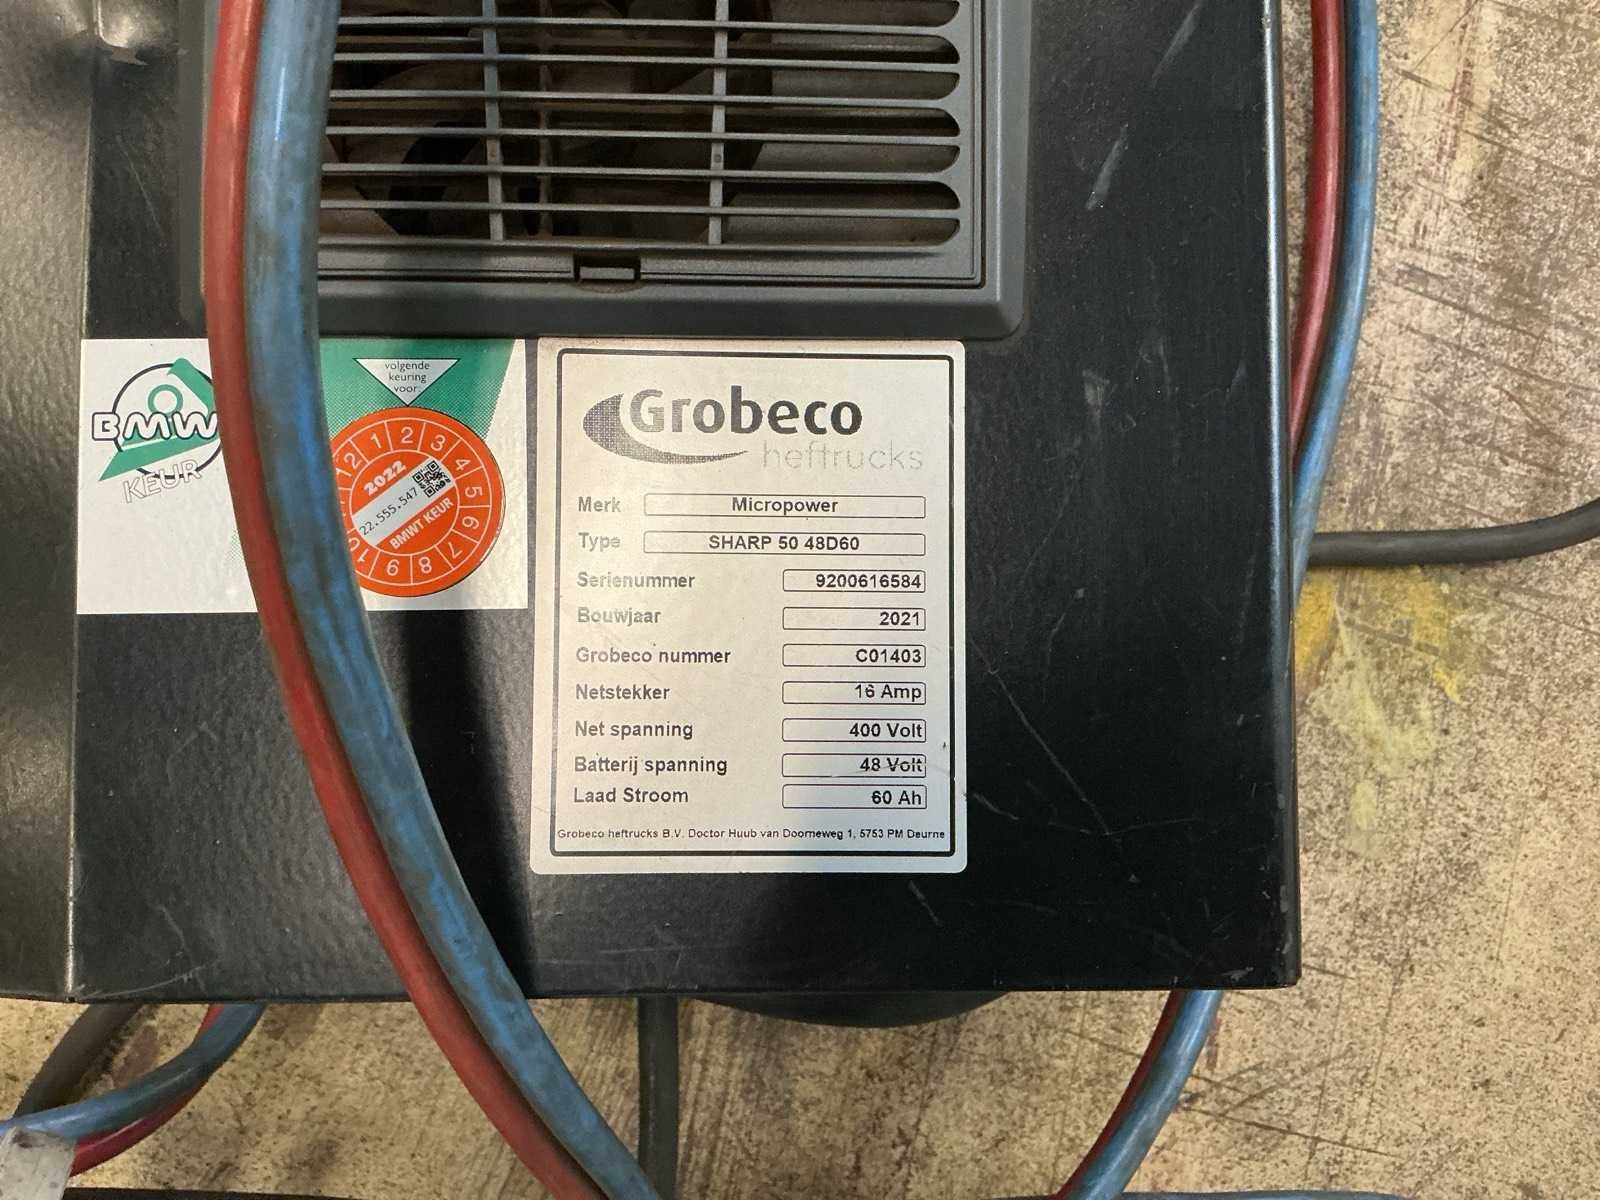 BMW
KEUR
volgende
keuring
voor:
1 2 3 4 5 6 7 8 9 10 12
2022
22.555.547
BMWT KEUR
Grobeco
heftrucks
Merk Micropower
Type SHARP 50 48D60
Serienummer 9200616584
Bouwjaar 2021
Grobeco nummer C01403
Netstekker 16 Amp
Net spanning 400 Volt
Batterij spanning 48 Volt
Laad Stroom 60 Ah
Grobeco heftrucks B.V. Doctor Huub van Doorneweg 1, 5753 PM Deurne